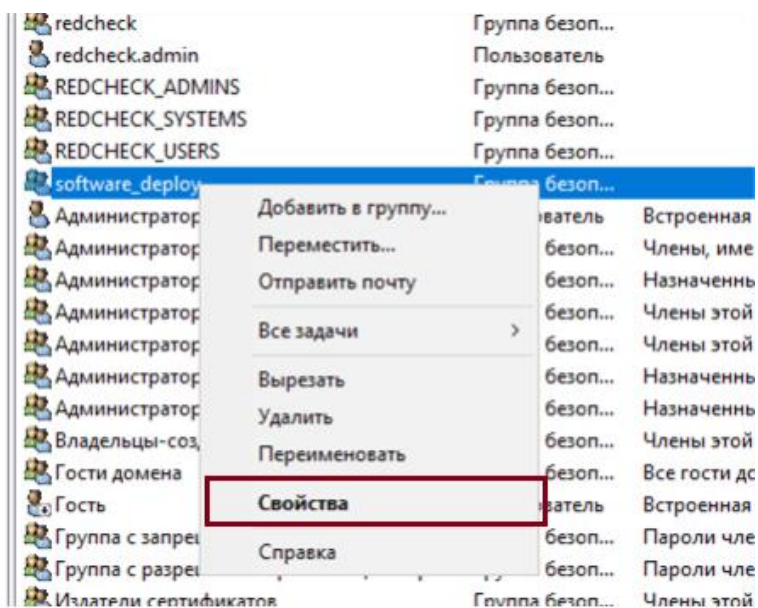 redcheck Группа безоп...
redcheck.admin Пользователь
REDCHECK_ADMINS Группа безоп...
REDCHECK_SYSTEMS Группа безоп...
REDCHECK_USERS Группа безоп...
software_deploy Группа безоп...
Администратор ватель Встроенная
Администратор безоп... Члены, име
Администратор безоп... Назначеннь
Администратор безоп... Члены этой
Администратор безоп... Члены этой
Администратор безоп... Назначеннь
Администратор безоп... Назначеннь
Владельцы-соз безоп... Члены этой
Гости домена безоп... Все гости дс
Гость ватель Встроенная
Группа с запре безоп... Пароли чле
Группа с разре безоп... Пароли чле
Издатели сертификатов Группа безоп... Члены этой
Добавить в группу...
Переместить...
Отправить почту
Все задачи >
Вырезать
Удалить
Переименовать
Свойства
Справка